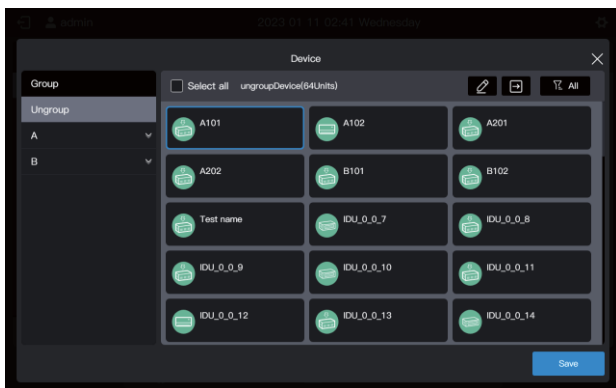 admin 2023.01.11 02:41 Wednesday
Device
Group
Select all ungroupDevice(64Units) All
Ungroup
A
B
A101 A102 A201
A202 B101 B102
Test name IDU_0_0_7 IDU_0_0_8
IDU_0_0_9 IDU_0_0_10 IDU_0_0_11
IDU_0_0_12 IDU_0_0_13 IDU_0_0_14
Save